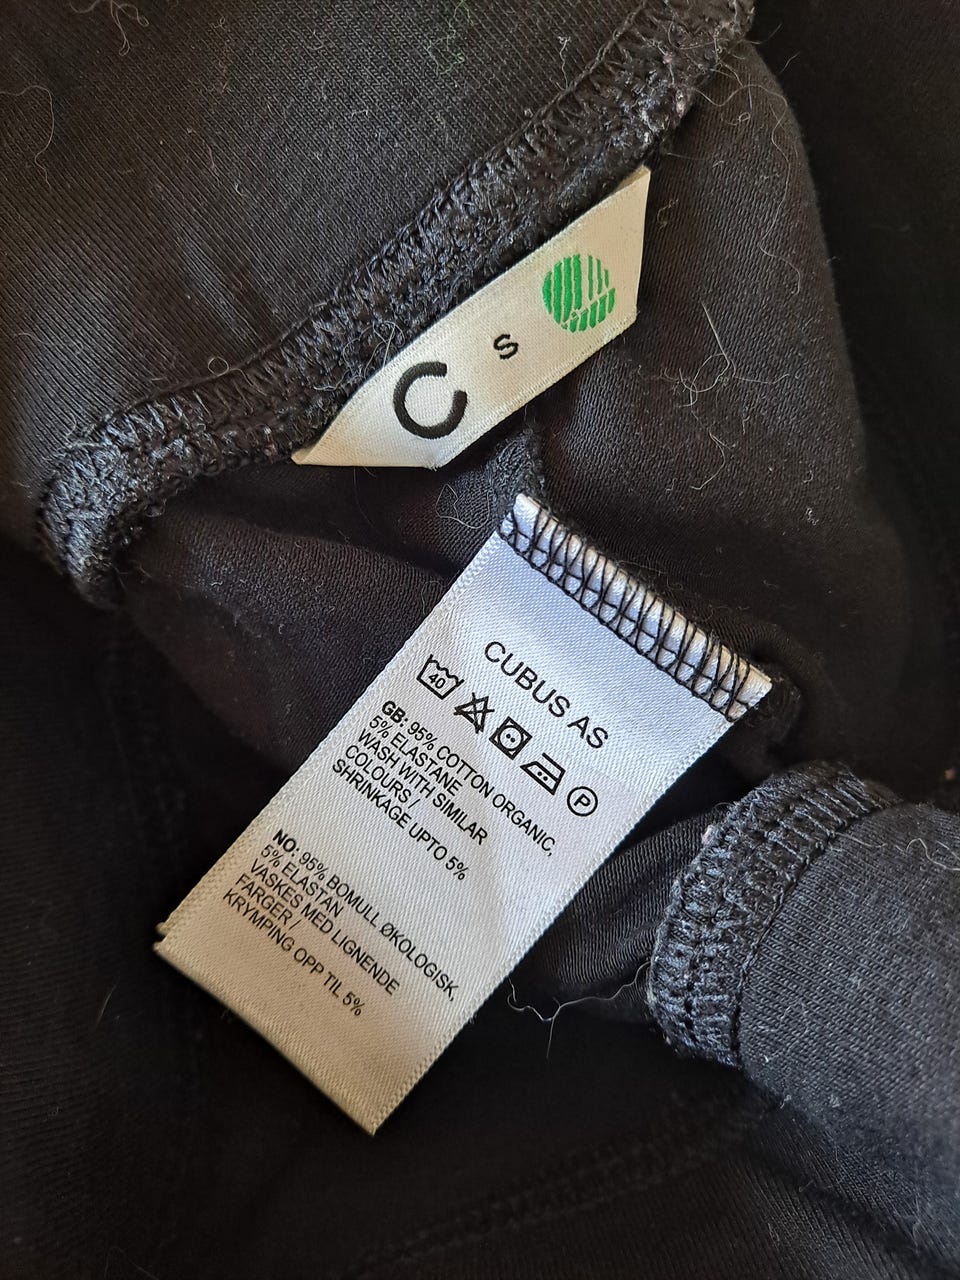 C S
CUBUS AS
40 P
GB: 95% COTTON ORGANIC,
5% ELASTANE
WASH WITH SIMILAR
COLOURS /
SHRINKAGE UPTO 5%
NO: 95% BOMULL ØKOLOGISK,
5% ELASTAN
VASKES MED LIGNENDE
FARGER /
KRYMPING OPP TIL 5%